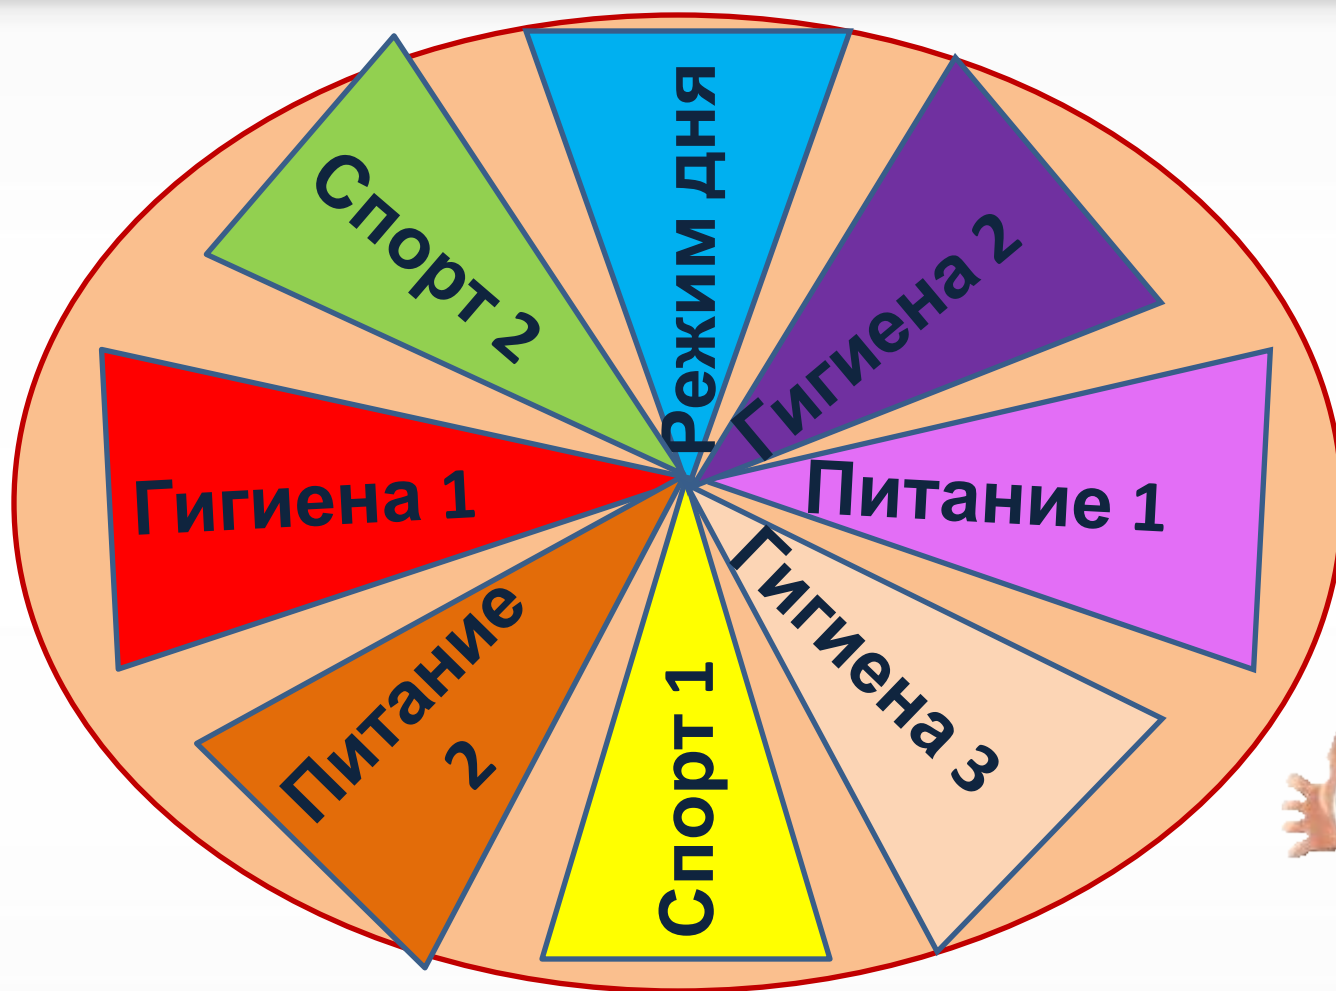 Режим дня
Гигиена 2
Питание 1
Гигиена 3
Спорт 1
Питание
2
Гигиена 1
Спорт 2